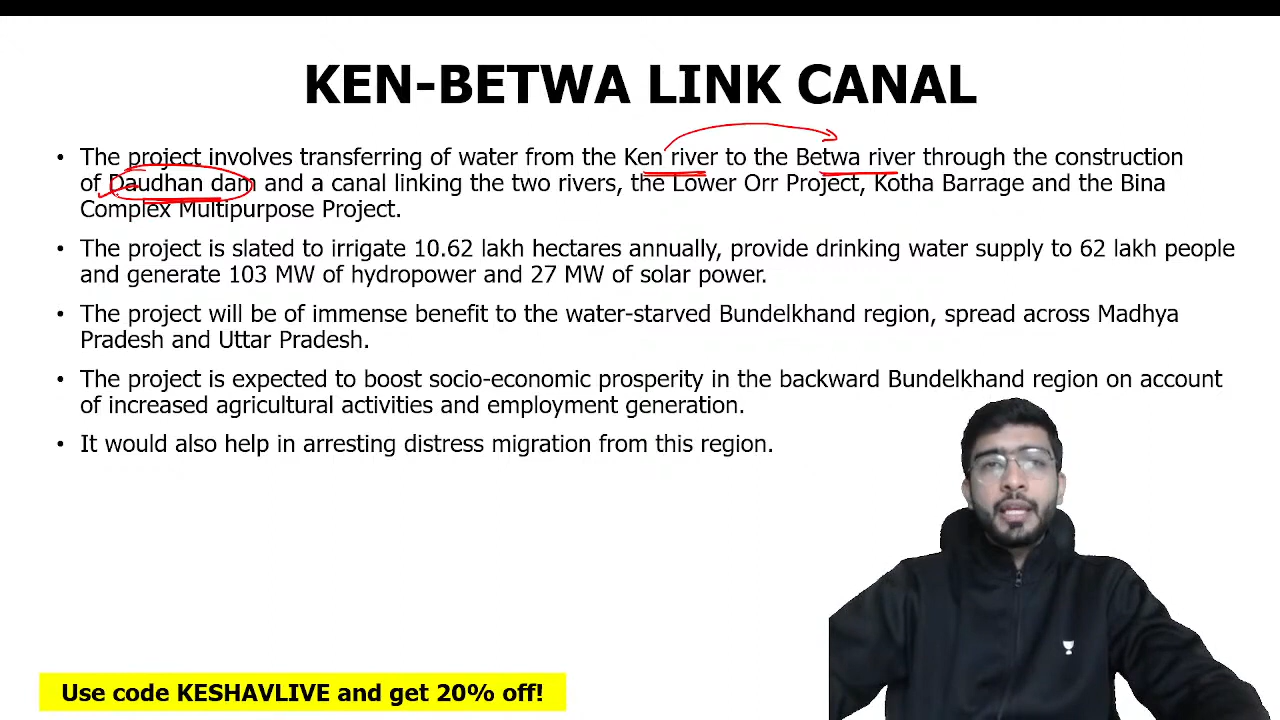 KEN-BETWA LINK CANAL
• The project involves transferring of water from the Ken river to the Betwa river through the construction
of Daudhan dam and a canal linking the two rivers, the Lower Orr Project, Kotha Barrage and the Bina
Complex Multipurpose Project.
• The project is slated to irrigate 10.62 lakh hectares annually, provide drinking water supply to 62 lakh people
and generate 103 MW of hydropower and 27 MW of solar power.
• The project will be of immense benefit to the water-starved Bundelkhand region, spread across Madhya
Pradesh and Uttar Pradesh.
• The project is expected to boost socio-economic prosperity in the backward Bundelkhand region on account
of increased agricultural activities and employment generation.
• It would also help in arresting distress migration from this region.
Use code KESHAVLIVE and get 20% off!